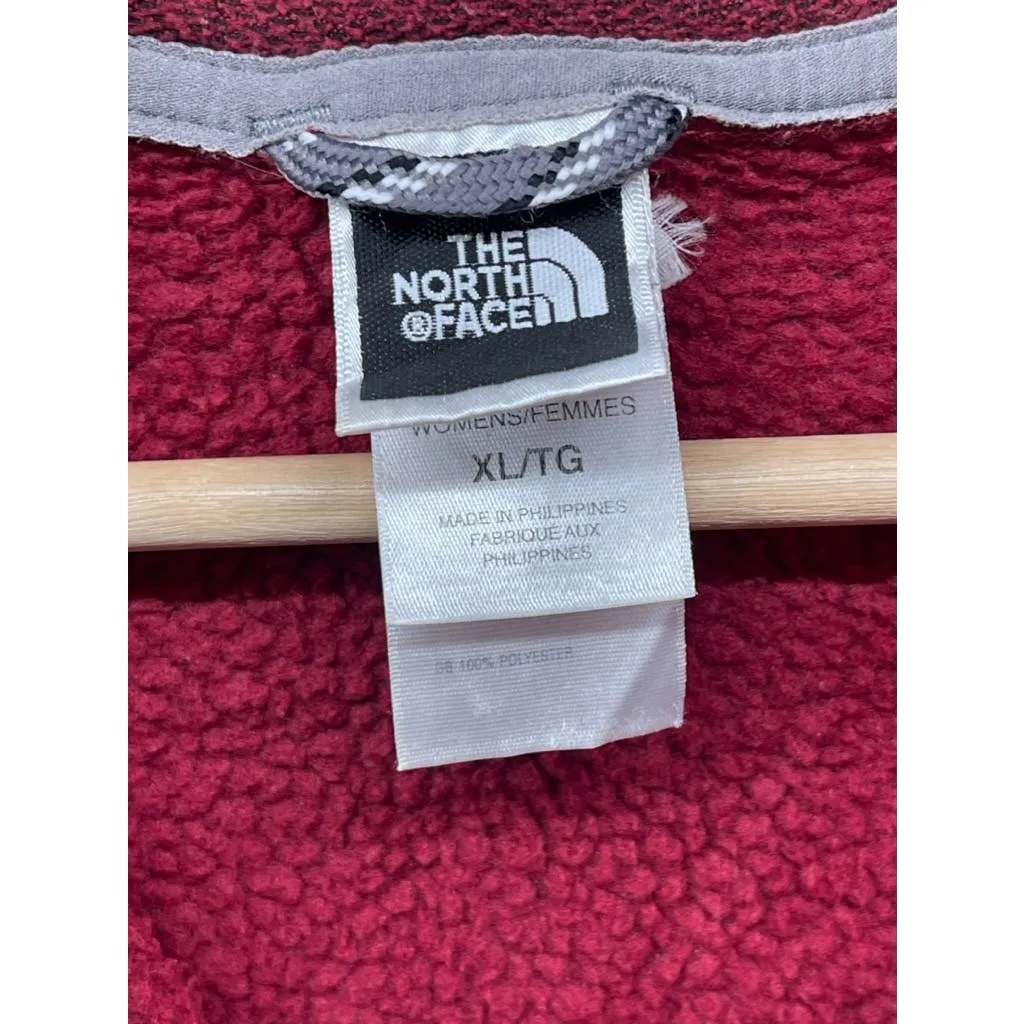 THE
NORTH
®FACE
WOMENS/FEMMES
XL/TG
MADE IN PHILIPPINES
FABRIQUE AUX
PHILIPPINES
100% POLYESTER